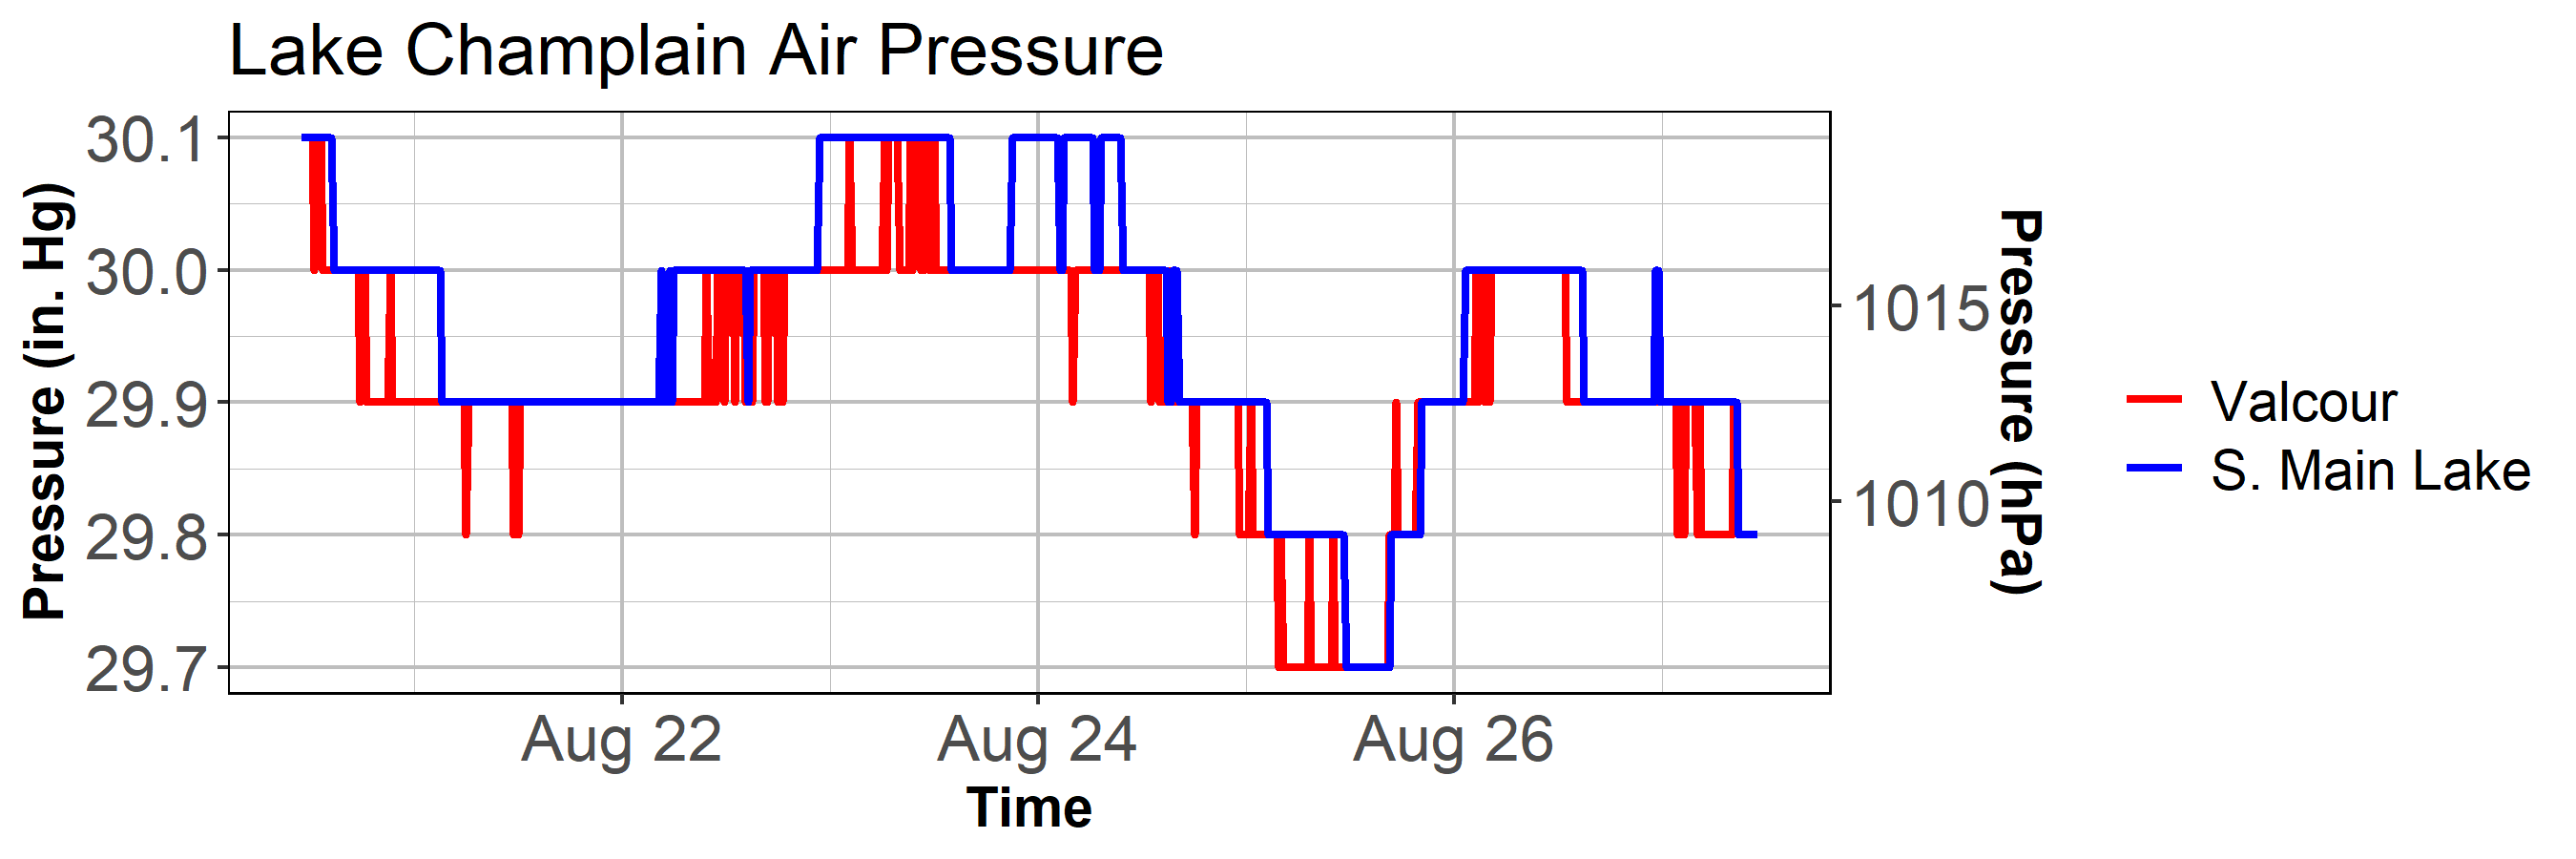 Lake Champlain Air Pressure
Pressure (in. Hg)
30.1
30.0
29.9
29.8
29.7
Aug 22
Aug 24
Aug 26
Time
1015
1010
Pressure (hPa)
Valcour
S. Main Lake